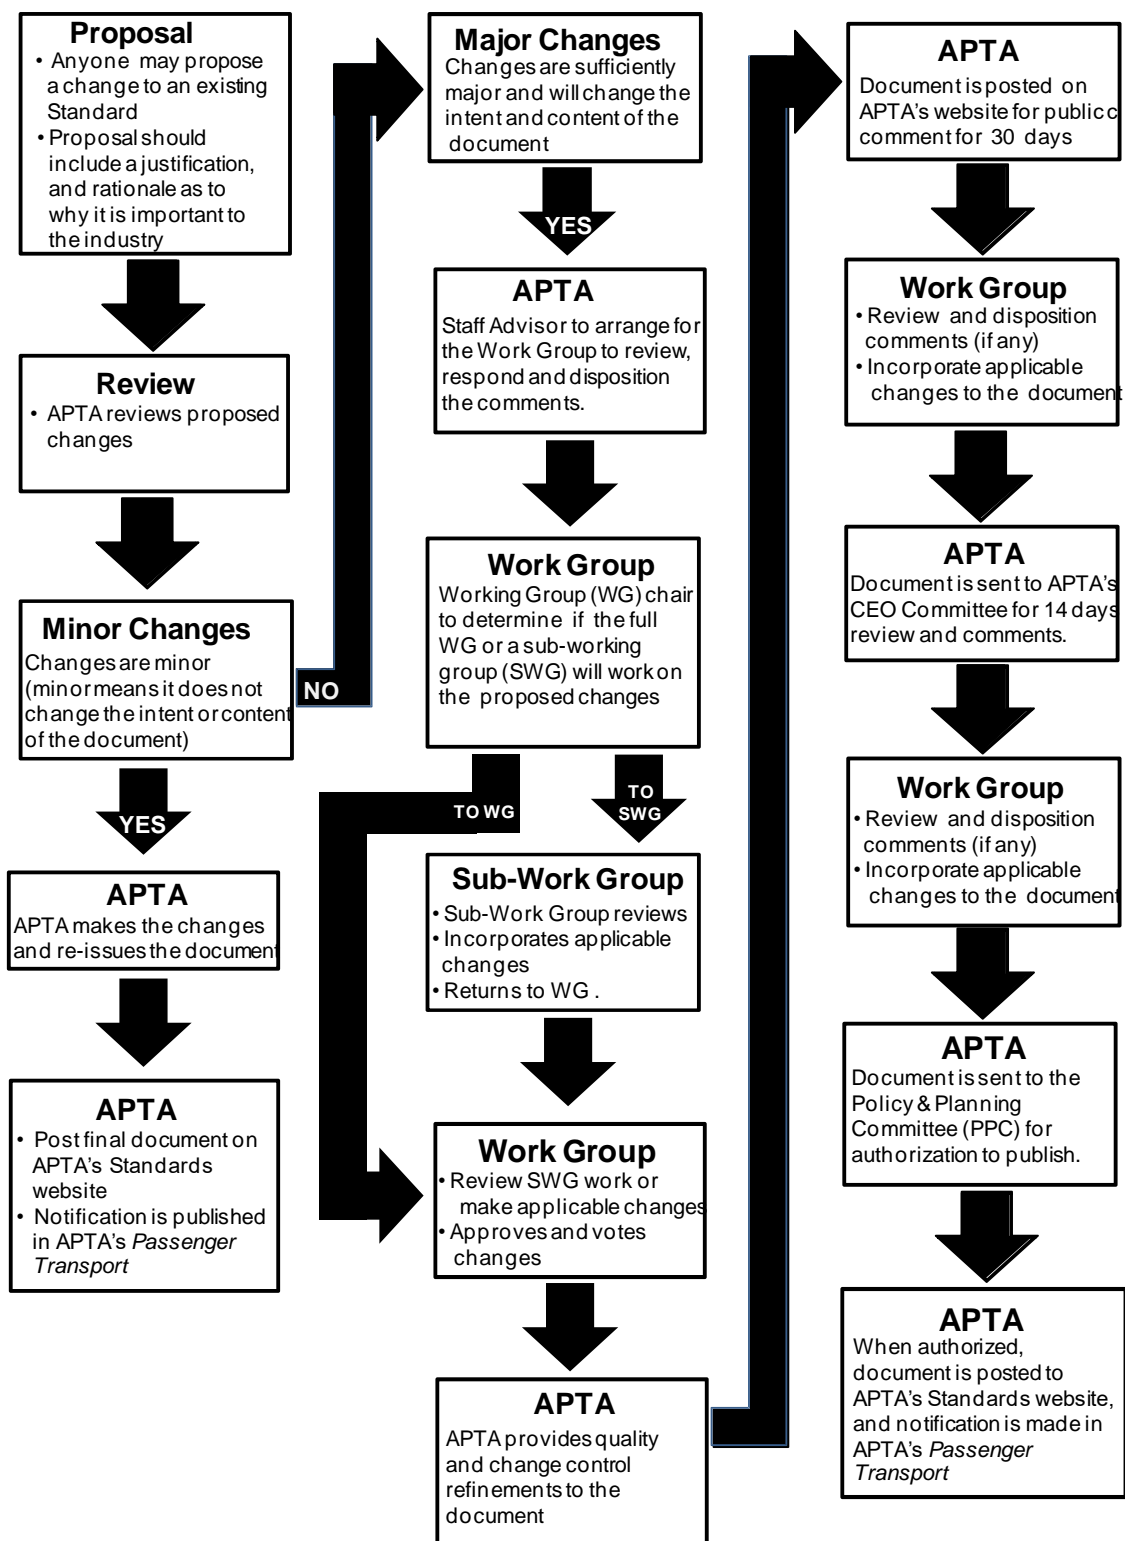 Proposal
• Anyone may propose
a change to an existing
Standard
• Proposal should
include a justification,
and rationale as to
why it is important to
the industry
Review
• APTA reviews proposed
changes
Minor Changes
Changes are minor
(minor means it does not
change the intent or content
of the document)
NO
YES
APTA
APTA makes the changes
and re-issues the document
APTA
• Post final document on
APTA's Standards
website
• Notification is published
in APTA's Passenger
Transport
Major Changes
Changes are sufficiently
major and will change the
intent and content of the
document
YES
APTA
Staff Advisor to arrange for
the Work Group to review,
respond and disposition
the comments.
Work Group
Working Group (WG) chair
to determine if the full
WG or a sub-working
group (SWG) will work on
the proposed changes
TO WG
TO
SWG
Sub-Work Group
• Sub-Work Group reviews
• Incorporates applicable
changes
• Returns to WG .
Work Group
• Review SWG work or
make applicable changes
• Approves and votes
changes
APTA
APTA provides quality
and change control
refinements to the
document
APTA
Document is posted on
APTA's website for public c
comment for 30 days
Work Group
• Review and disposition
comments (if any)
• Incorporate applicable
changes to the document
APTA
Document is sent to APTA's
CEO Committee for 14 days
review and comments.
Work Group
• Review and disposition
comments (if any)
• Incorporate applicable
changes to the document
APTA
Document is sent to the
Policy & Planning
Committee (PPC) for
authorization to publish.
APTA
When authorized,
document is posted to
APTA's Standards website,
and notification is made in
APTA's Passenger
Transport